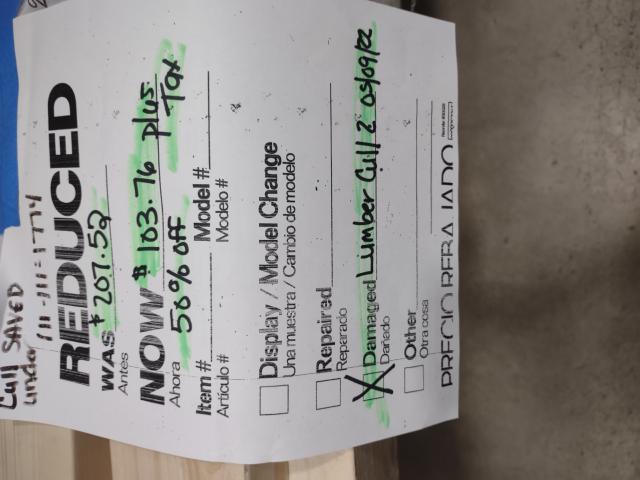 Cull SAVED
under 111-111-1774
REDUCED
WAS $207.52
Antes
NOW $103.76 plus Tax
Ahora 50% off
Item # Model #
Artículo # Modelo #
Display / Model Change
Una muestra / Cambio de modelo
Repaired
Reparado
X Damaged Lumber Cull 2 05/09/22
Dañado
Other
Otra cosa
PRECIO REBAJADO